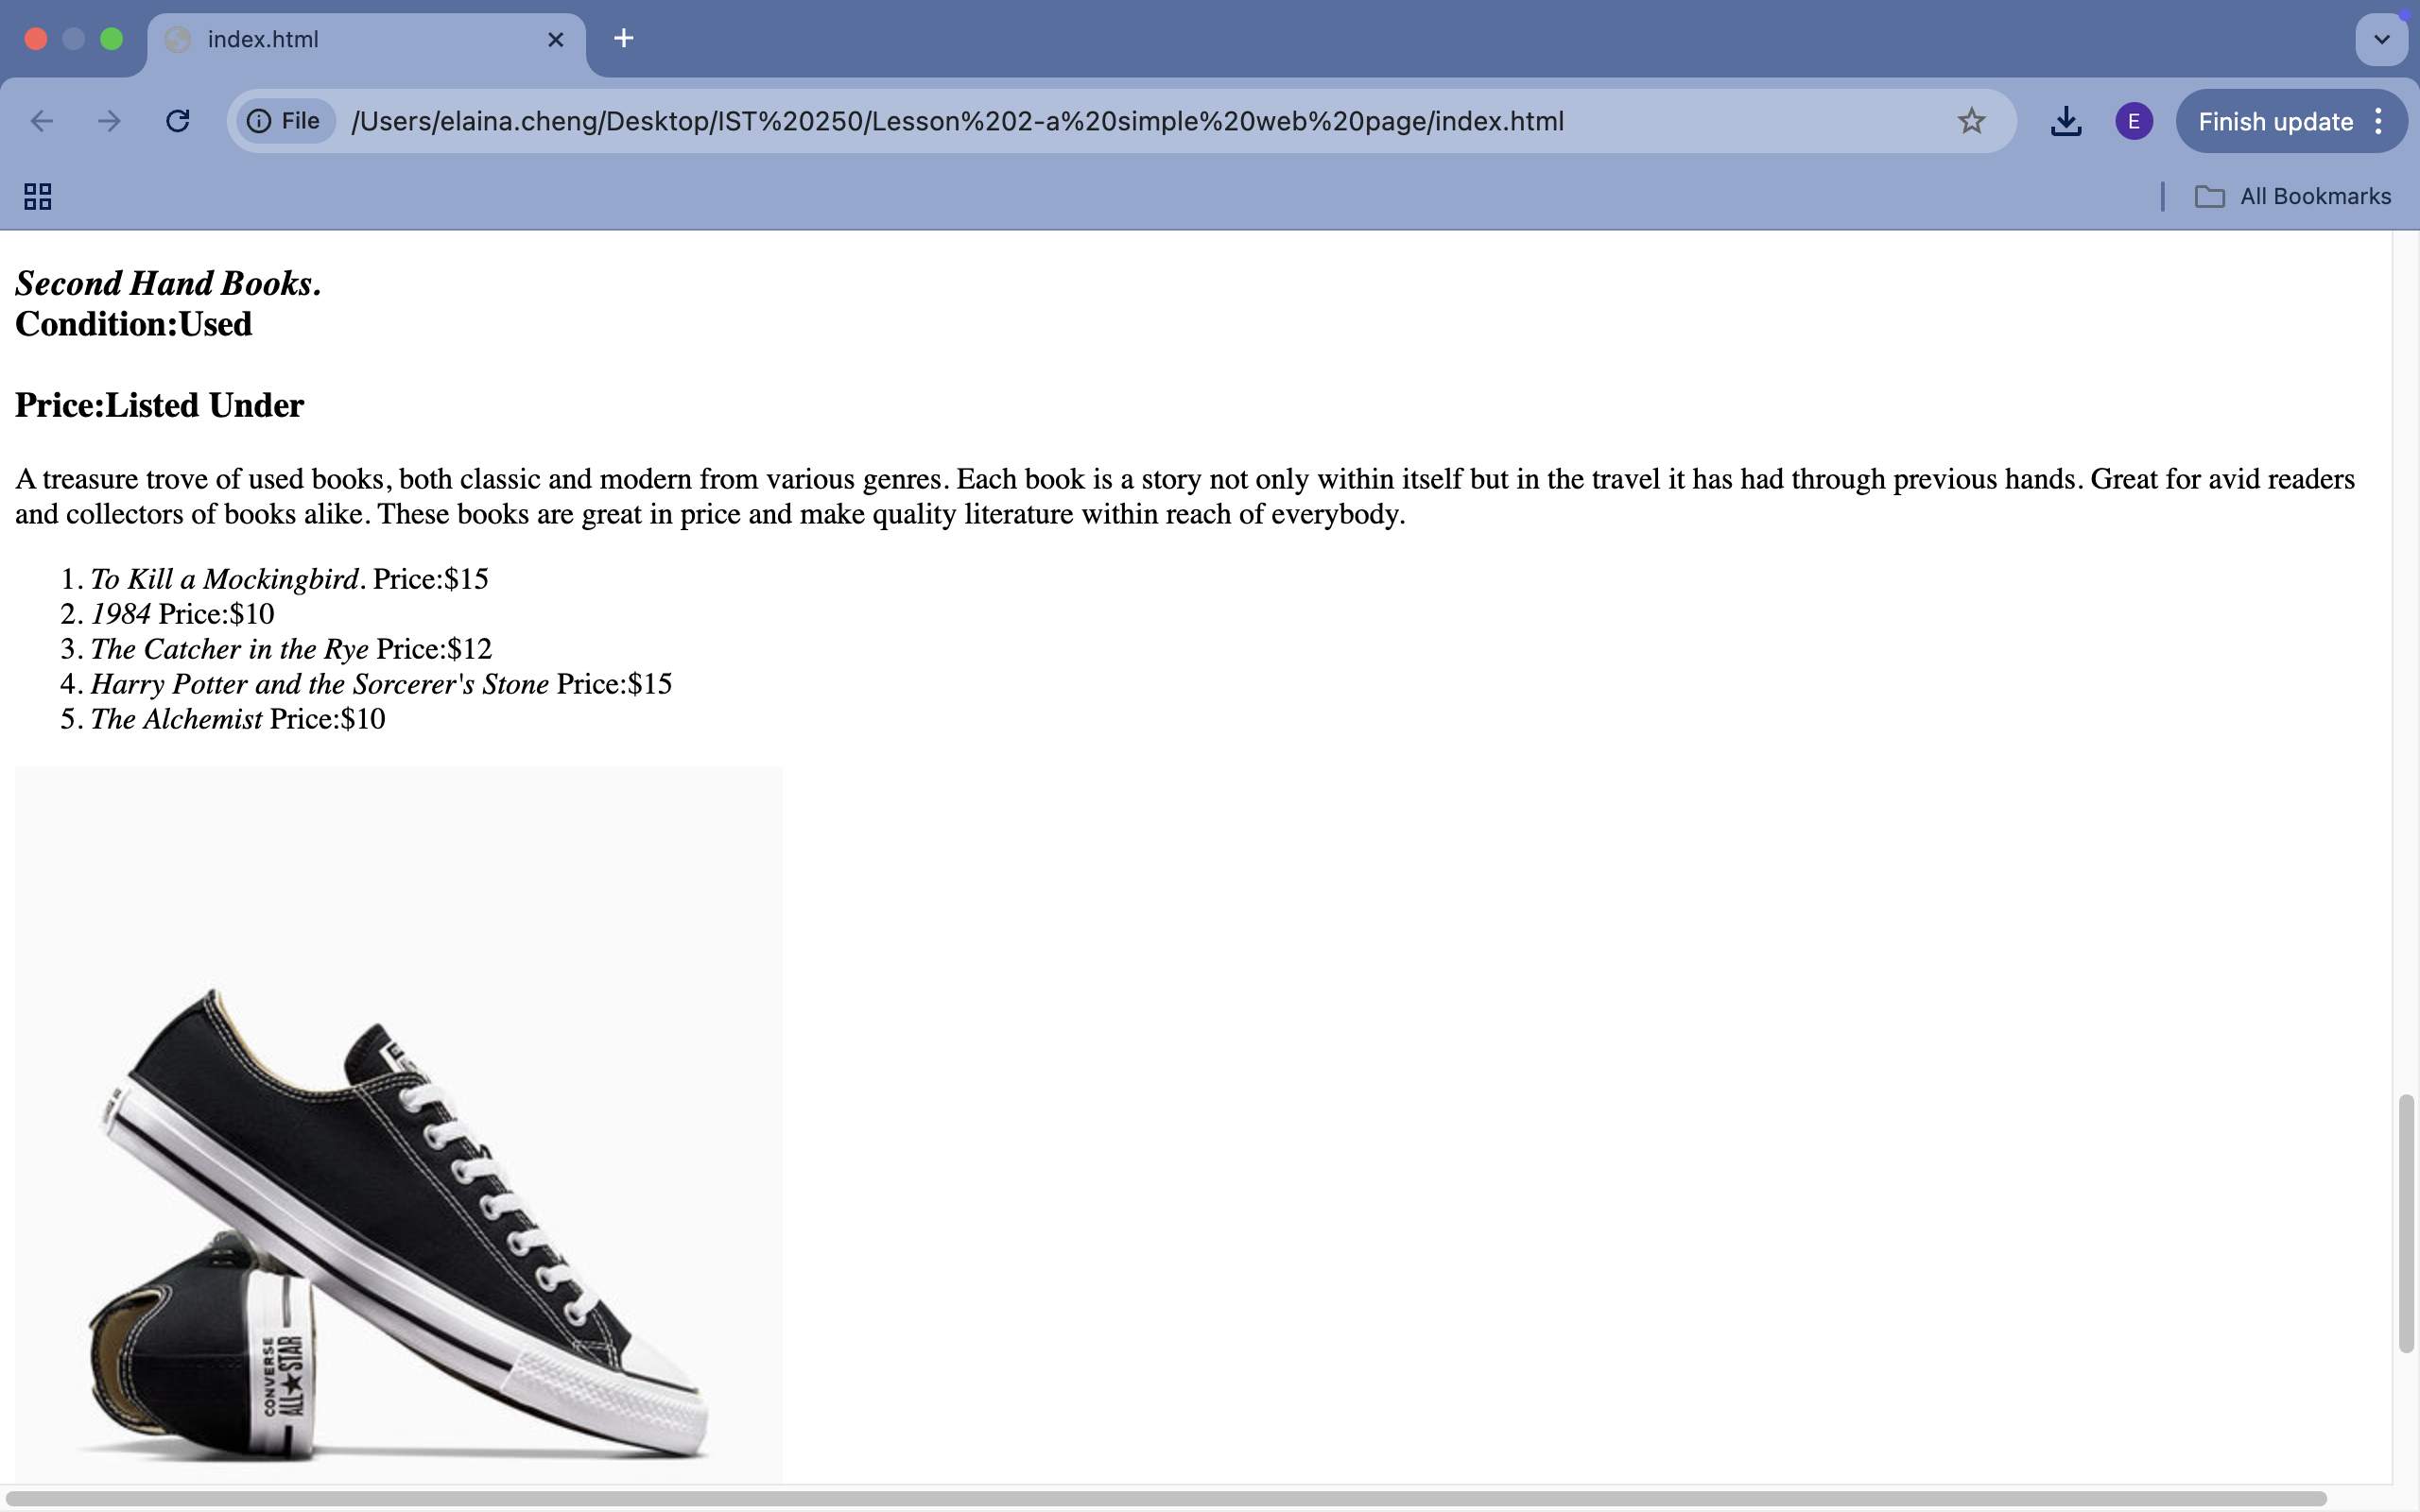 index.html
File
/Users/elaina.cheng/Desktop/IST%20250/Lesson%202-a%20simple%20web%20page/index.html
E
Finish update
All Bookmarks
Second Hand Books.
Condition:Used
Price:Listed Under
A treasure trove of used books, both classic and modern from various genres. Each book is a story not only within itself but in the travel it has had through previous hands. Great for avid readers
and collectors of books alike. These books are great in price and make quality literature within reach of everybody.
1. To Kill a Mockingbird. Price:$15
2. 1984 Price:$10
3. The Catcher in the Rye Price:$12
4. Harry Potter and the Sorcerer's Stone Price:$15
5. The Alchemist Price:$10
CONVERSE
ALL★STAR